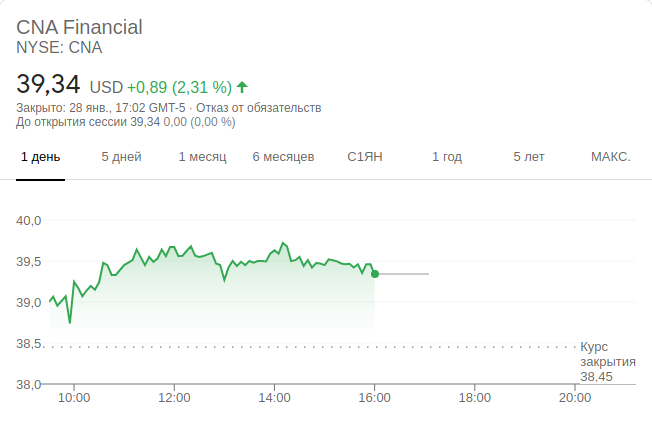 CNA Financial
NYSE: CNA
39,34 USD +0,89 (2,31 %)
Закрыто: 28 янв., 17:02 GMT-5 · Отказ от обязательств
До открытия сессии 39,34 0,00 (0,00 %)
1 день 5 дней 1 месяц 6 месяцев С1ЯН 1 год 5 лет МАКС.
40,0
39,5
39,0
38,5
Курс
закрытия
38,45
38,0
10:00 12:00 14:00 16:00 18:00 20:00